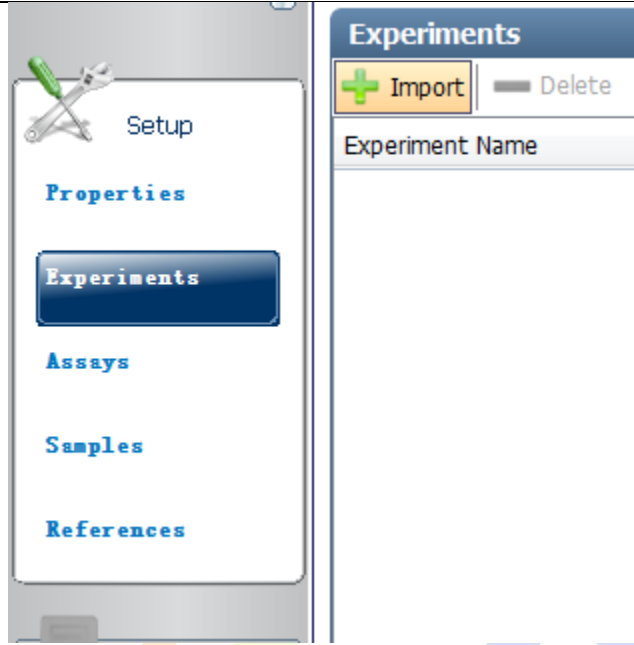 Setup
Properties
Experiments
Assays
Samples
References
Experiments
Import Delete
Experiment Name